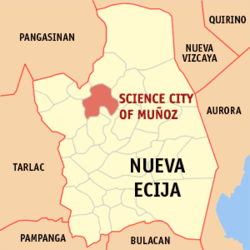 PANGASINAN
QUIRINO
NUEVA
VIZCAYA
SCIENCE CITY
OF MUÑOZ
AURORA
TARLAC
NUEVA
ECIJA
PAMPANGA
BULACAN